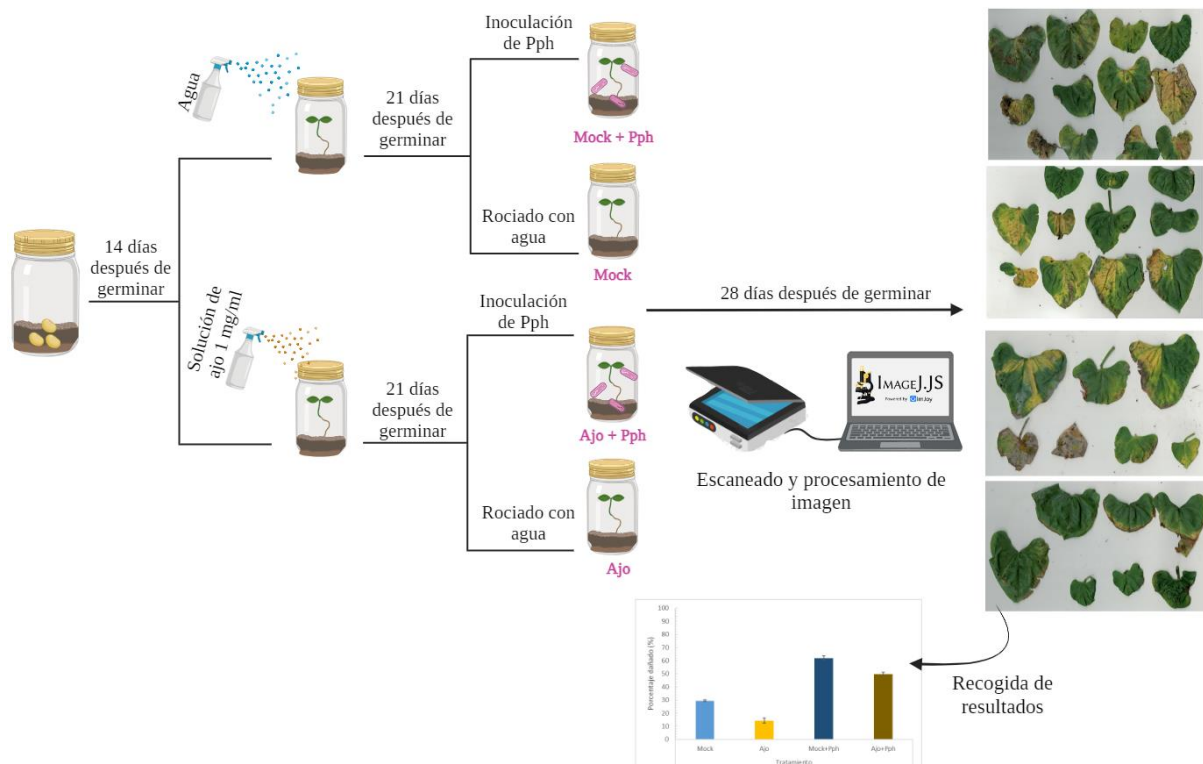 Inoculación
de Pph
Agua
21 días
después de
germinar
Mock + Pph
Rociado con
agua
Mock
14 días
después de
germinar
Solución de
ajo 1 mg/ml
Inoculación
de Pph
21 días
después de
germinar
Ajo + Pph
Rociado con
agua
Ajo
28 días después de germinar
IMAGEJ.JS
Powered by ImJoy
Escaneado y procesamiento de
imagen
Recogida de
resultados
Porcentaje dañado (%)
100
90
80
70
60
50
40
30
20
10
0
Mock
Ajo
Mock+Pph
Ajo+Pph
Tratamiento